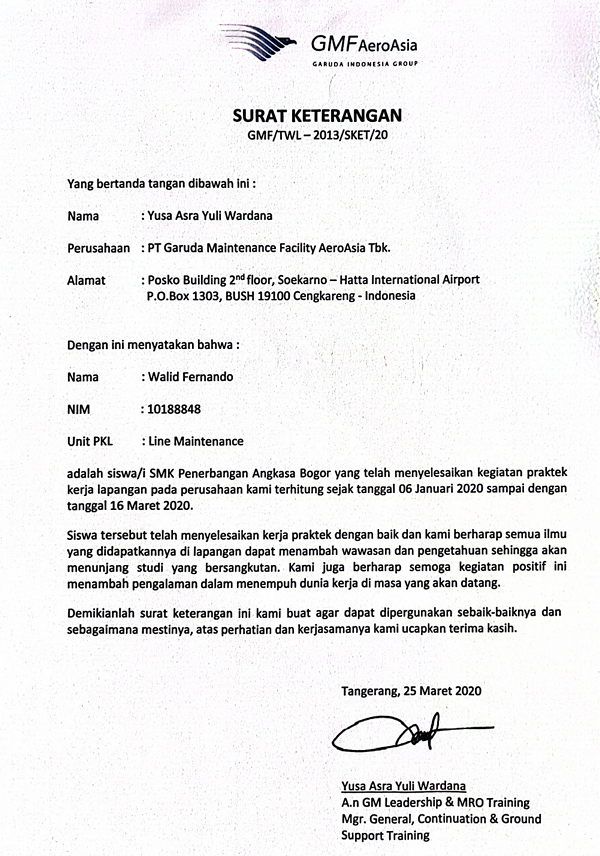 GMF AeroAsia
GARUDA INDONESIA GROUP
SURAT KETERANGAN
GMF/TWL – 2013/SKET/20
Yang bertanda tangan dibawah ini :
Nama : Yusa Asra Yuli Wardana
Perusahaan : PT Garuda Maintenance Facility AeroAsia Tbk.
Alamat : Posko Building 2nd floor, Soekarno – Hatta International Airport
P.O.Box 1303, BUSH 19100 Cengkareng - Indonesia
Dengan ini menyatakan bahwa :
Nama : Walid Fernando
NIM : 10188848
Unit PKL : Line Maintenance
adalah siswa/i SMK Penerbangan Angkasa Bogor yang telah menyelesaikan kegiatan praktek
kerja lapangan pada perusahaan kami terhitung sejak tanggal 06 Januari 2020 sampai dengan
tanggal 16 Maret 2020.
Siswa tersebut telah menyelesaikan kerja praktek dengan baik dan kami berharap semua ilmu
yang didapatkannya di lapangan dapat menambah wawasan dan pengetahuan sehingga akan
menunjang studi yang bersangkutan. Kami juga berharap semoga kegiatan positif ini
menambah pengalaman dalam menempuh dunia kerja di masa yang akan datang.
Demikianlah surat keterangan ini kami buat agar dapat dipergunakan sebaik-baiknya dan
sebagaimana mestinya, atas perhatian dan kerjasamanya kami ucapkan terima kasih.
Tangerang, 25 Maret 2020
Yusa Asra Yuli Wardana
A.n GM Leadership & MRO Training
Mgr. General, Continuation & Ground
Support Training